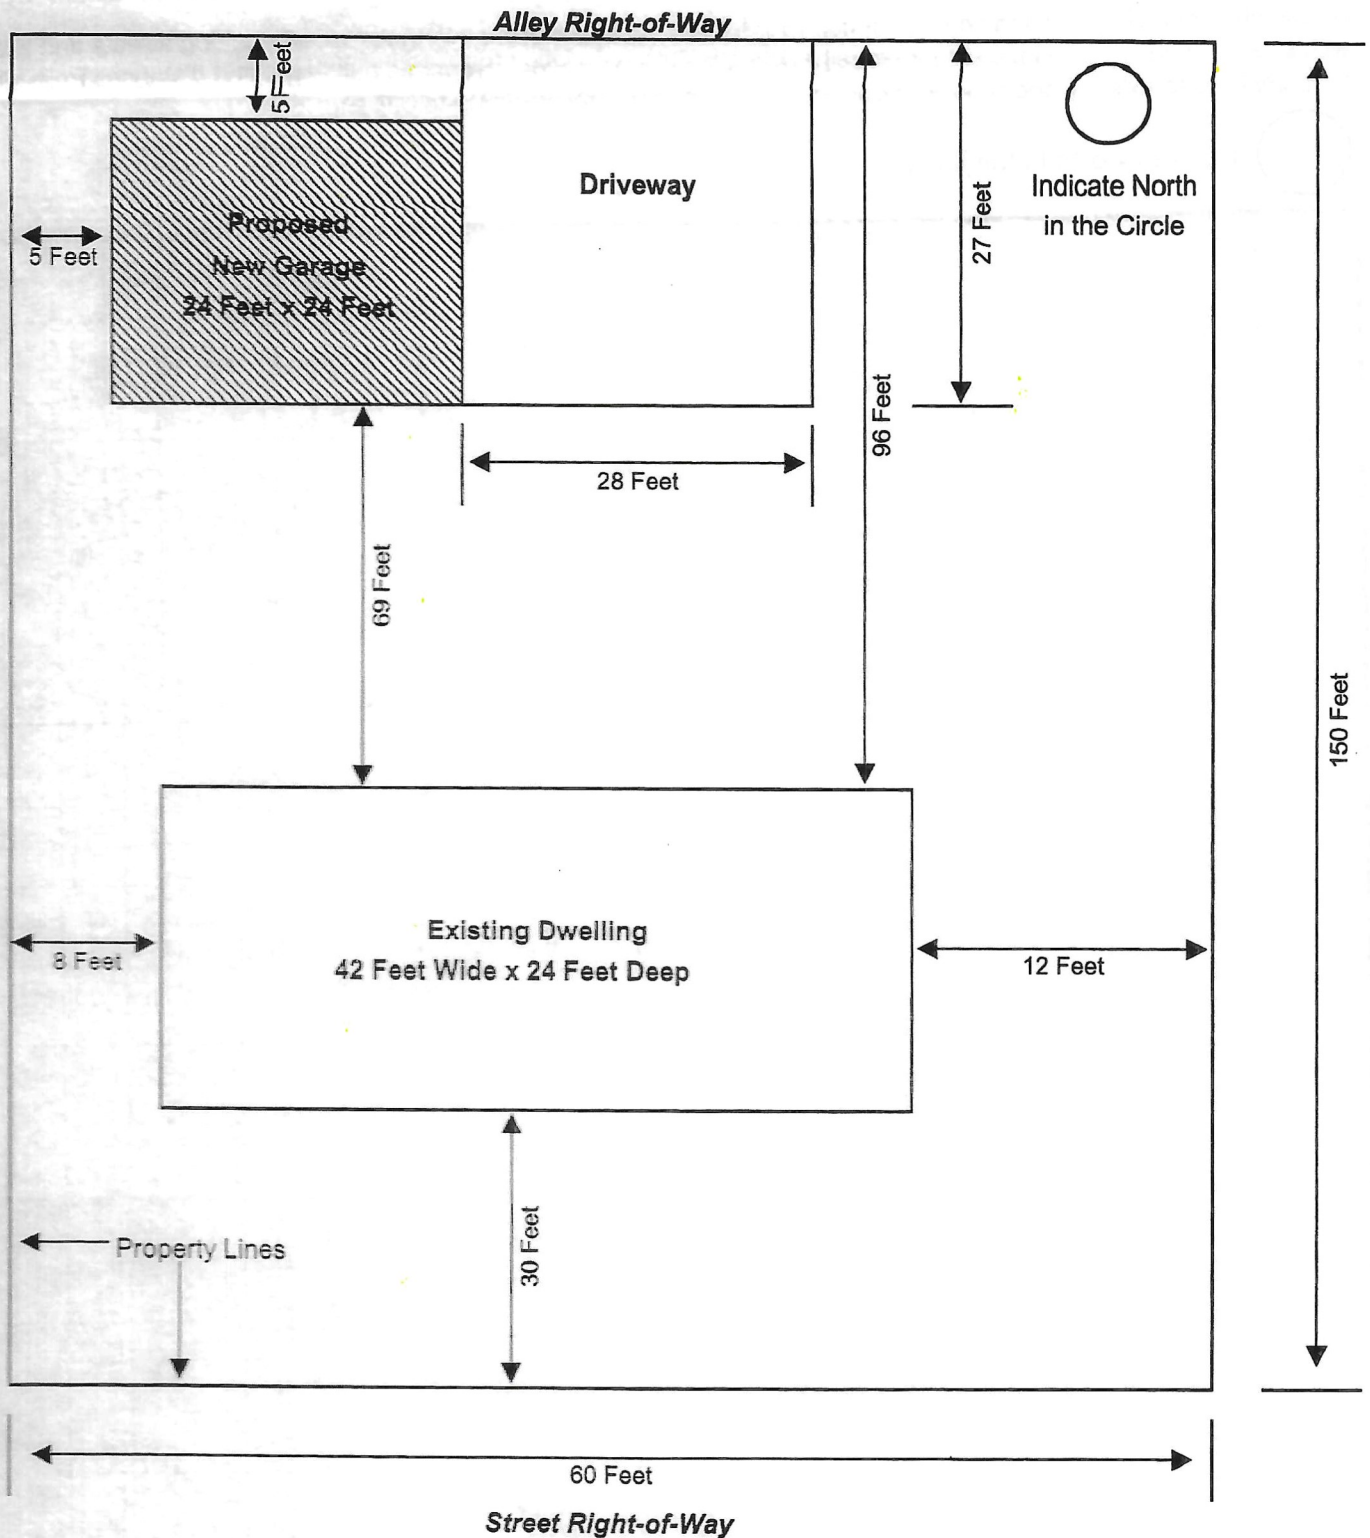 Alley Right-of-Way
5 Feet
Driveway
27 Feet
Indicate North
in the Circle
5 Feet
Proposed
New Garage
24 Feet x 24 Feet
96 Feet
28 Feet
69 Feet
150 Feet
Existing Dwelling
42 Feet Wide x 24 Feet Deep
8 Feet
12 Feet
30 Feet
Property Lines
60 Feet
Street Right-of-Way